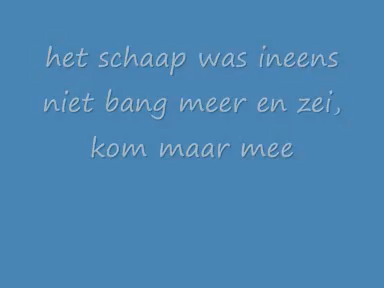 het schaap was ineens
niet bang meer en zei,
kom maar mee